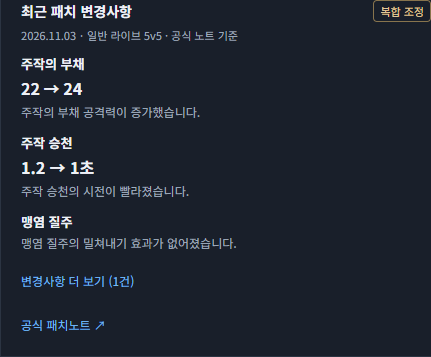 최근 패치 변경사항
복합 조정
2026.11.03 · 일반 라이브 5v5 · 공식 노트 기준
주작의 부채
22 → 24
주작의 부채 공격력이 증가했습니다.
주작 승천
1.2 → 1초
주작 승천의 시전이 빨라졌습니다.
맹염 질주
맹염 질주의 밀쳐내기 효과가 없어졌습니다.
변경사항 더 보기 (1건)
공식 패치노트 ↗